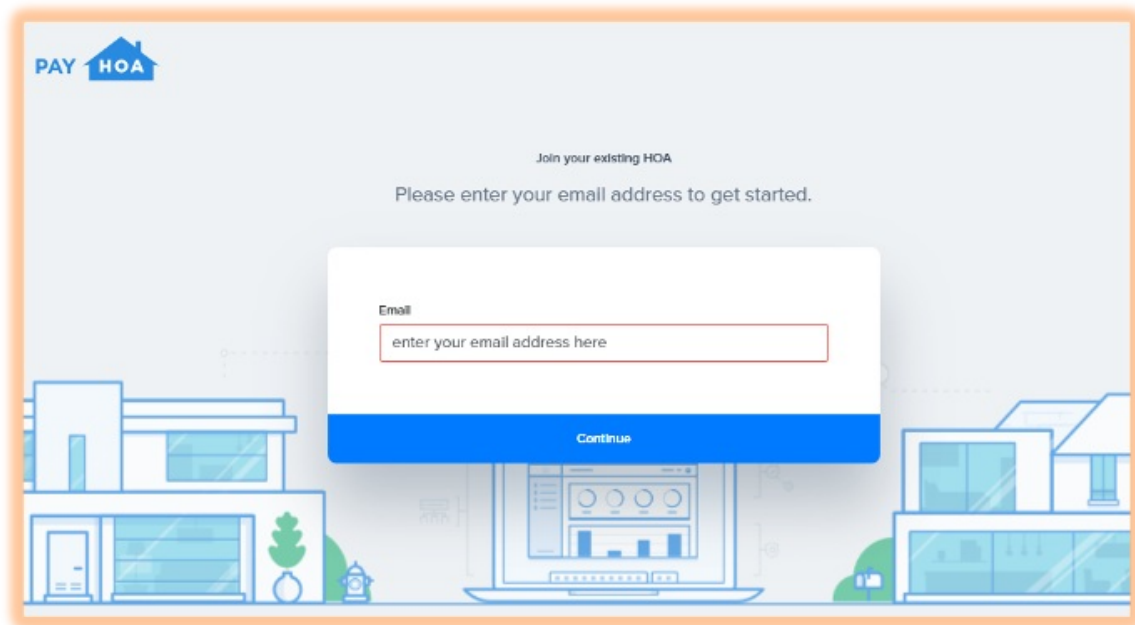 PAY HOA
Join your existing HOA
Please enter your email address to get started.
Email
enter your email address here
Continue